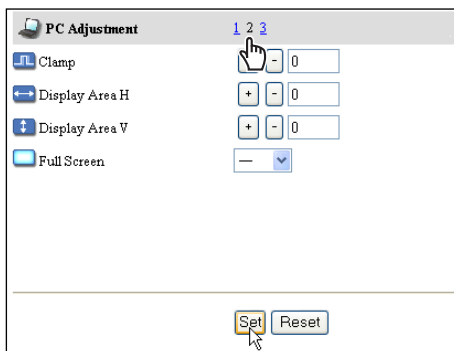 PC Adjustment 1 2 3
Clamp - 0
Display Area H + - 0
Display Area V + - 0
Full Screen —
Set Reset